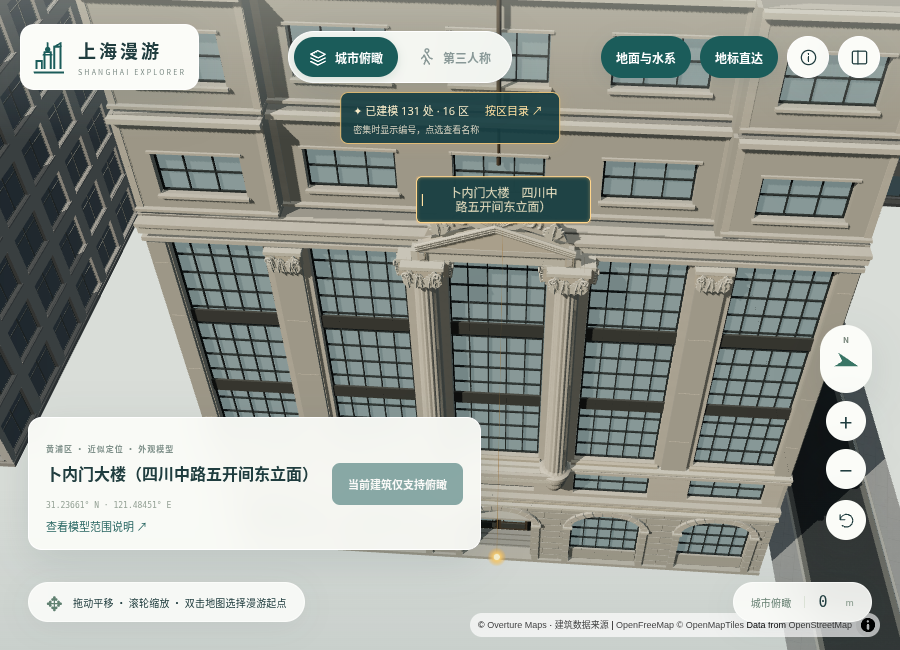 上海漫游
SHANGHAI EXPLORER
城市俯瞰
第三人称
地面与水系
地标直达
✦ 已建模 131 处 · 16 区 按区目录 ↗
密集时显示编号，点选查看名称
卜内门大楼 四川中
路五开间东立面）
N
黄浦区 · 近似定位 · 外观模型
卜内门大楼（四川中路五开间东立面）
当前建筑仅支持俯瞰
31.23661° N · 121.48451° E
查看模型范围说明 ↗
拖动平移 · 滚轮缩放 · 双击地图选择漫游起点
城市俯瞰 0 m
© Overture Maps · 建筑数据来源 | OpenFreeMap © OpenMapTiles Data from OpenStreetMap